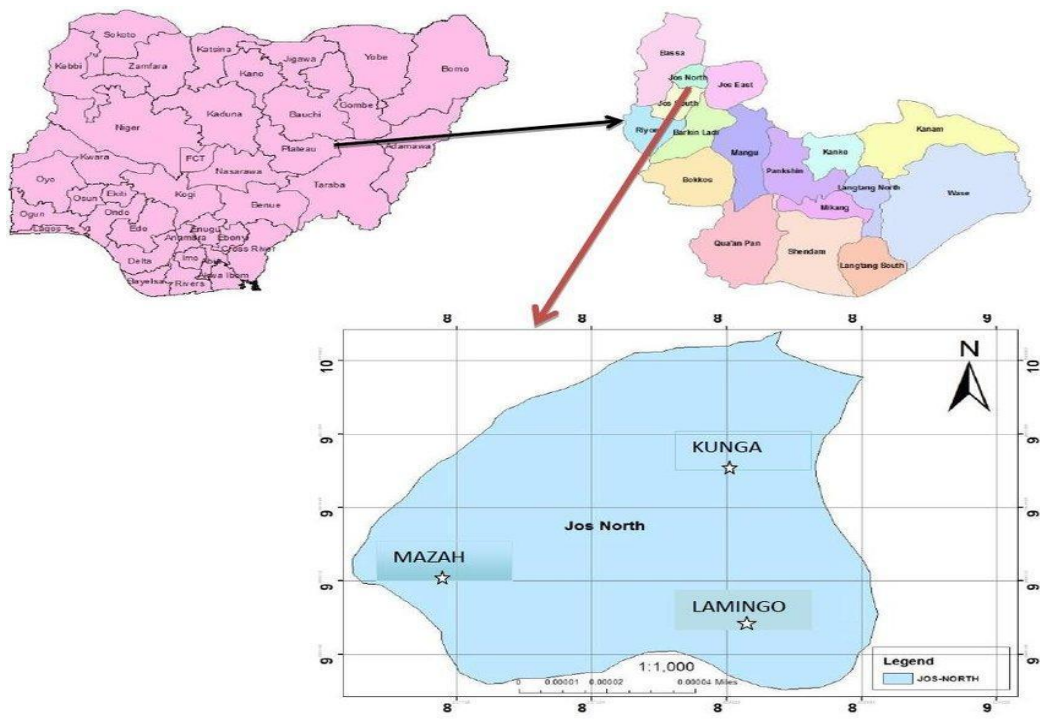 Sokoto
Kebbi
Zamfara
Katsina
Kano
Jigawa
Yobe
Borno
Niger
Kaduna
Bauchi
Gombe
Kwara
FCT
Plateau
Adamawa
Nasarawa
Taraba
Oyo
Osun
Ekiti
Kogi
Benue
Ogun
Ondo
Lagos
Edo
Enugu
Anambra
Ebonyi
Cross River
Delta
Imo
Abia
Akwa Ibom
Bayelsa
Rivers
Bassa
Jos North
Jos East
Jos South
Riyom
Barkin Ladi
Mangu
Kanke
Kanam
Bokkos
Pankshin
Langtang North
Wase
Mikang
Qua'an Pan
Shendam
Langtang South
8 8 8 8 9
10 10
N
9 9
KUNGA
9 9
Jos North
MAZAH
9 9
LAMINGO
9 9
1:1,000
0 0.00001 0.00002 0.00004 Miles
Legend
JOS-NORTH
8 8 8 8 9